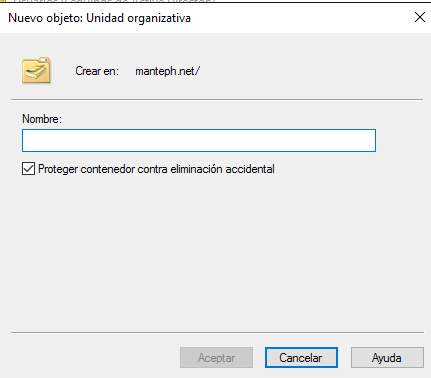 Nuevo objeto: Unidad organizativa
Crear en: manteph.net/
Nombre:
Proteger contenedor contra eliminación accidental
Aceptar Cancelar Ayuda